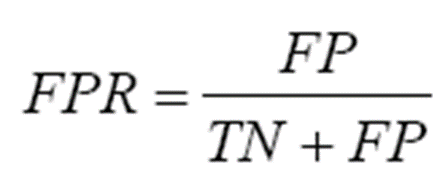 FPR = FP / TN + FP